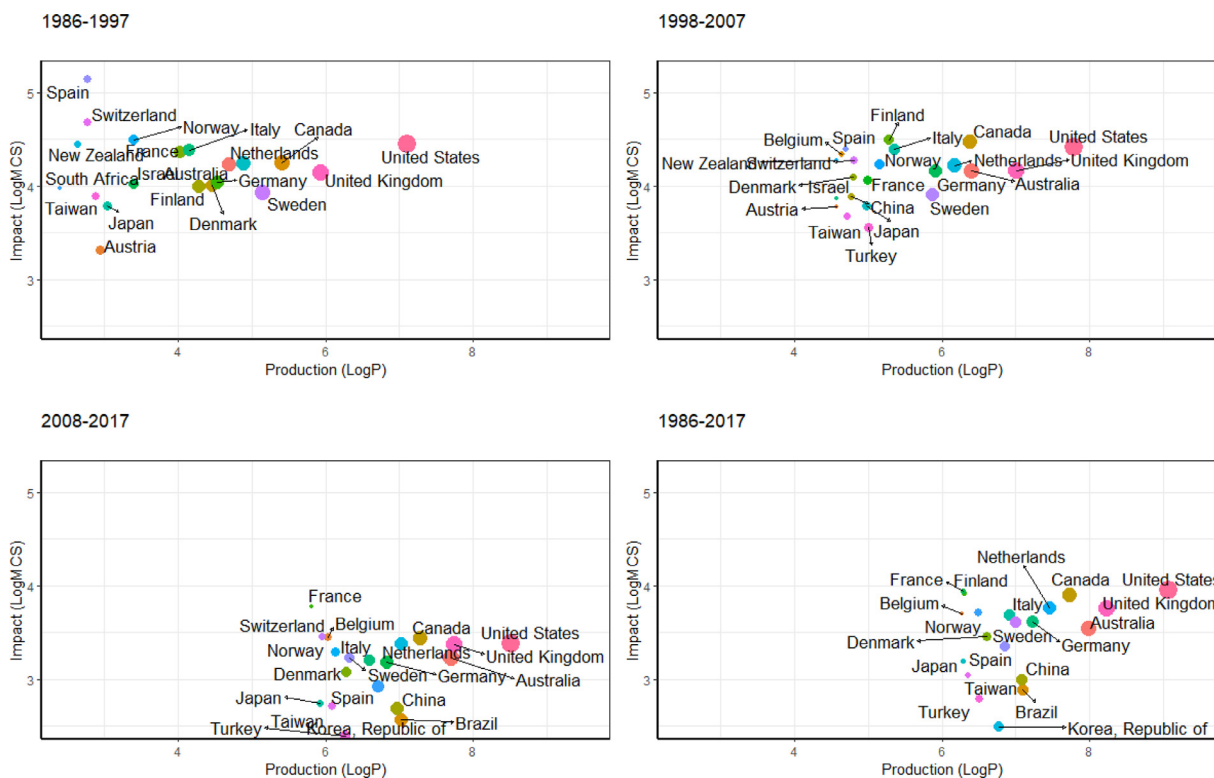 1986-1997
Impact (LogMCS)
5
4
3
Spain
Switzerland
Norway
Italy
Canada
New Zealand
France
Netherlands
United States
South Africa
Israel
Australia
Germany
United Kingdom
Taiwan
Finland
Sweden
Japan
Denmark
Austria
4
6
8
Production (LogP)
1998-2007
Impact (LogMCS)
5
4
3
Finland
Belgium
Spain
Italy
Canada
United States
New Zealand
Switzerland
Norway
Netherlands
United Kingdom
Denmark
Israel
France
Germany
Australia
Austria
China
Sweden
Taiwan
Japan
Turkey
4
6
8
Production (LogP)
2008-2017
Impact (LogMCS)
5
4
3
France
Switzerland
Belgium
Canada
United States
Norway
Italy
Netherlands
United Kingdom
Denmark
Sweden
Germany
Australia
Japan
Spain
China
Taiwan
Brazil
Turkey
Korea, Republic of
4
6
8
Production (LogP)
1986-2017
Impact (LogMCS)
5
4
3
Netherlands
France
Finland
Canada
United States
Belgium
Italy
United Kingdom
Norway
Australia
Denmark
Sweden
Germany
Japan
Spain
China
Taiwan
Turkey
Brazil
Korea, Republic of
4
6
8
Production (LogP)